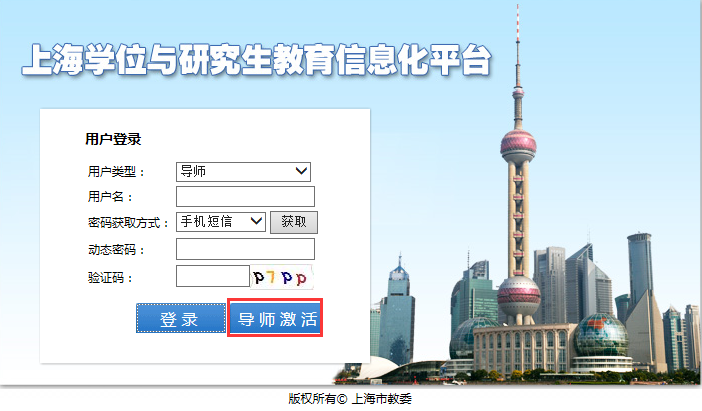 上海学位与研究生教育信息化平台
用户登录
用户类型： 导师
用户名：
密码获取方式： 手机短信 获取
动态密码：
验证码： p7pp
登 录 导 师 激 活
版权所有© 上海市教委